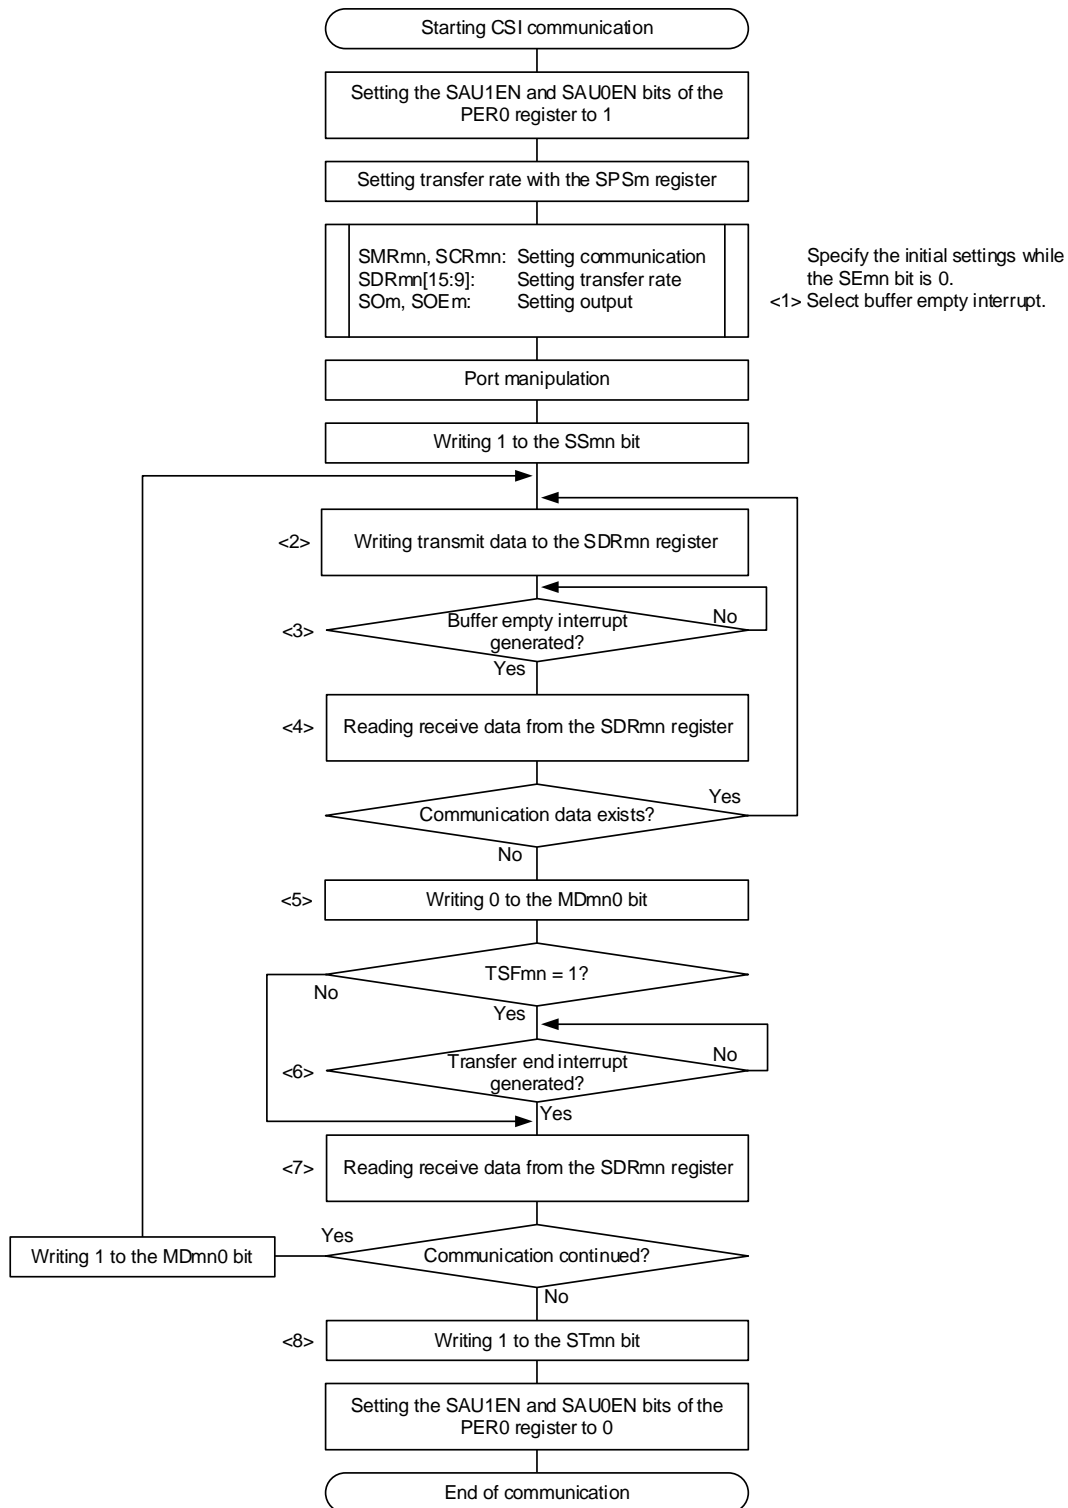 Starting CSI communication
Setting the SAU1EN and SAU0EN bits of the
PER0 register to 1
Setting transfer rate with the SPSm register
SMRmn, SCRmn: Setting communication
SDRmn[15:9]: Setting transfer rate
SOm, SOEm: Setting output
Specify the initial settings while
the SEmn bit is 0.
<1> Select buffer empty interrupt.
Port manipulation
Writing 1 to the SSmn bit
<2>
Writing transmit data to the SDRmn register
<3>
Buffer empty interrupt
generated?
No
Yes
<4>
Reading receive data from the SDRmn register
Communication data exists?
Yes
No
<5>
Writing 0 to the MDmn0 bit
TSFmn = 1?
No
Yes
<6>
Transfer end interrupt
generated?
No
Yes
<7>
Reading receive data from the SDRmn register
Communication continued?
Yes
Writing 1 to the MDmn0 bit
No
<8>
Writing 1 to the STmn bit
Setting the SAU1EN and SAU0EN bits of the
PER0 register to 0
End of communication